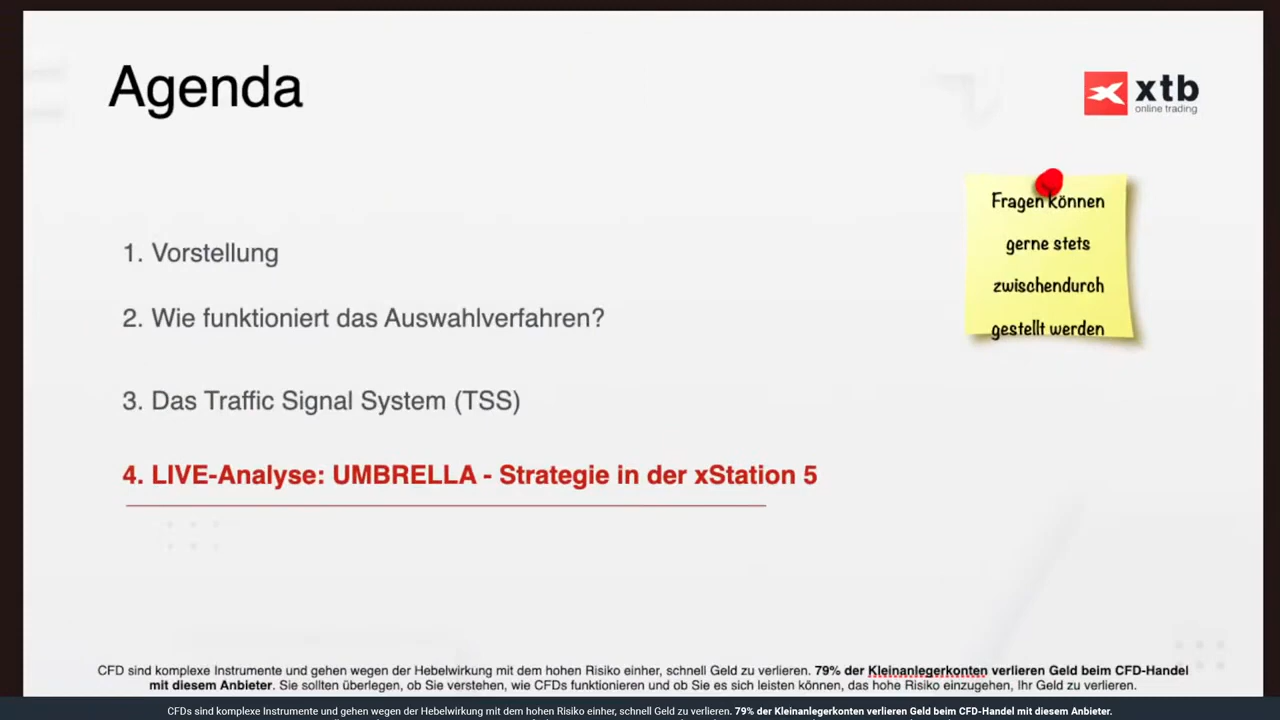 Agenda
xtb
online trading
Fragen können
gerne stets
zwischendurch
gestellt werden
1. Vorstellung
2. Wie funktioniert das Auswahlverfahren?
3. Das Traffic Signal System (TSS)
4. LIVE-Analyse: UMBRELLA - Strategie in der xStation 5
CFD sind komplexe Instrumente und gehen wegen der Hebelwirkung mit dem hohen Risiko einher, schnell Geld zu verlieren. 79% der Kleinanlegerkonten verlieren Geld beim CFD-Handel
mit diesem Anbieter. Sie sollten überlegen, ob Sie verstehen, wie CFDs funktionieren und ob Sie es sich leisten können, das hohe Risiko einzugehen, Ihr Geld zu verlieren.
CFDs sind komplexe Instrumente und gehen wegen der Hebelwirkung mit dem hohen Risiko einher, schnell Geld zu verlieren. 79% der Kleinanlegerkonten verlieren Geld beim CFD-Handel mit diesem Anbieter.